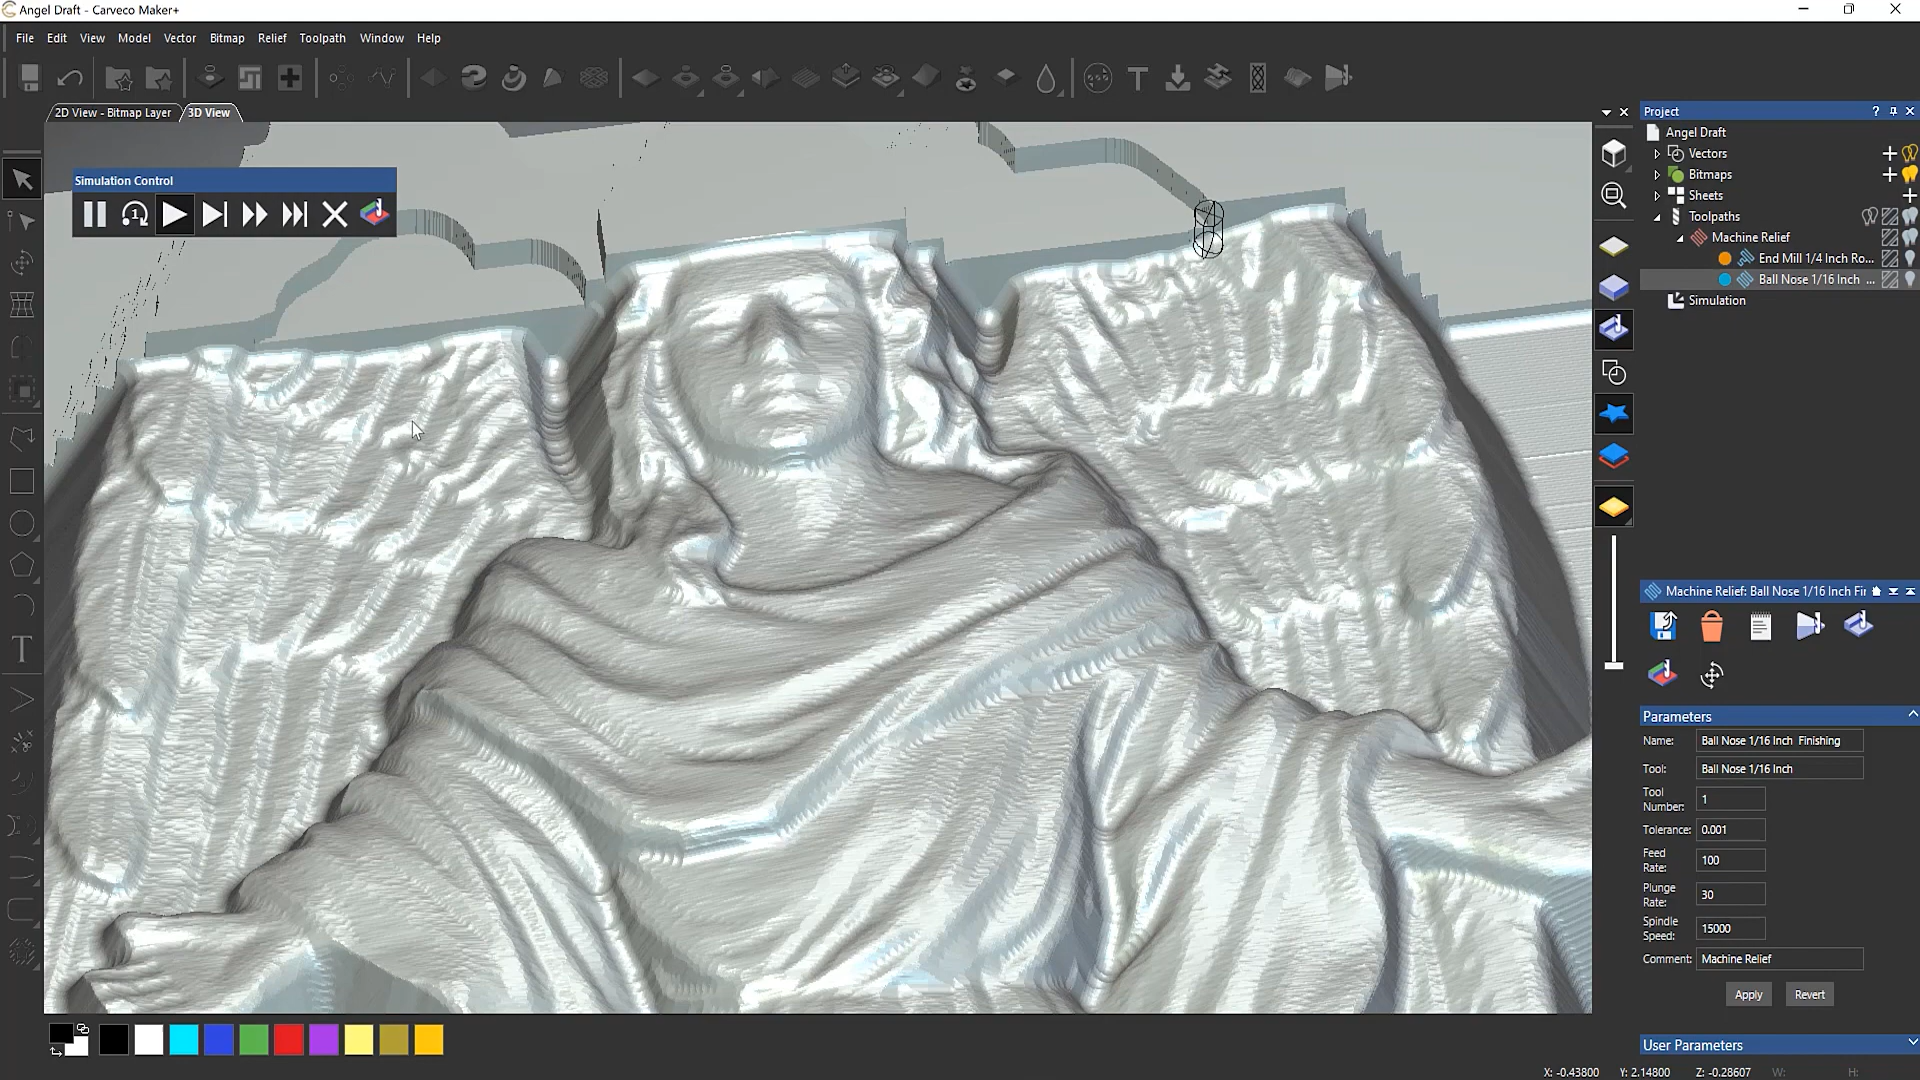 Angel Draft - Carveco Maker+
File Edit View Model Vector Bitmap Relief Toolpath Window Help
2D View - Bitmap Layer 3D View
Project
Angel Draft
Vectors
Bitmaps
Sheets
Toolpaths
Machine Relief
End Mill 1/4 Inch Ro...
Ball Nose 1/16 Inch ...
Simulation
Simulation Control
1
T
T
Machine Relief: Ball Nose 1/16 Inch Fir
Parameters
Name: Ball Nose 1/16 Inch Finishing
Tool: Ball Nose 1/16 Inch
Tool Number: 1
Tolerance: 0.001
Feed Rate: 100
Plunge Rate: 30
Spindle Speed: 15000
Comment: Machine Relief
Apply Revert
User Parameters
X: -0.43800 Y: 2.14800 Z: -0.28607 W: H: